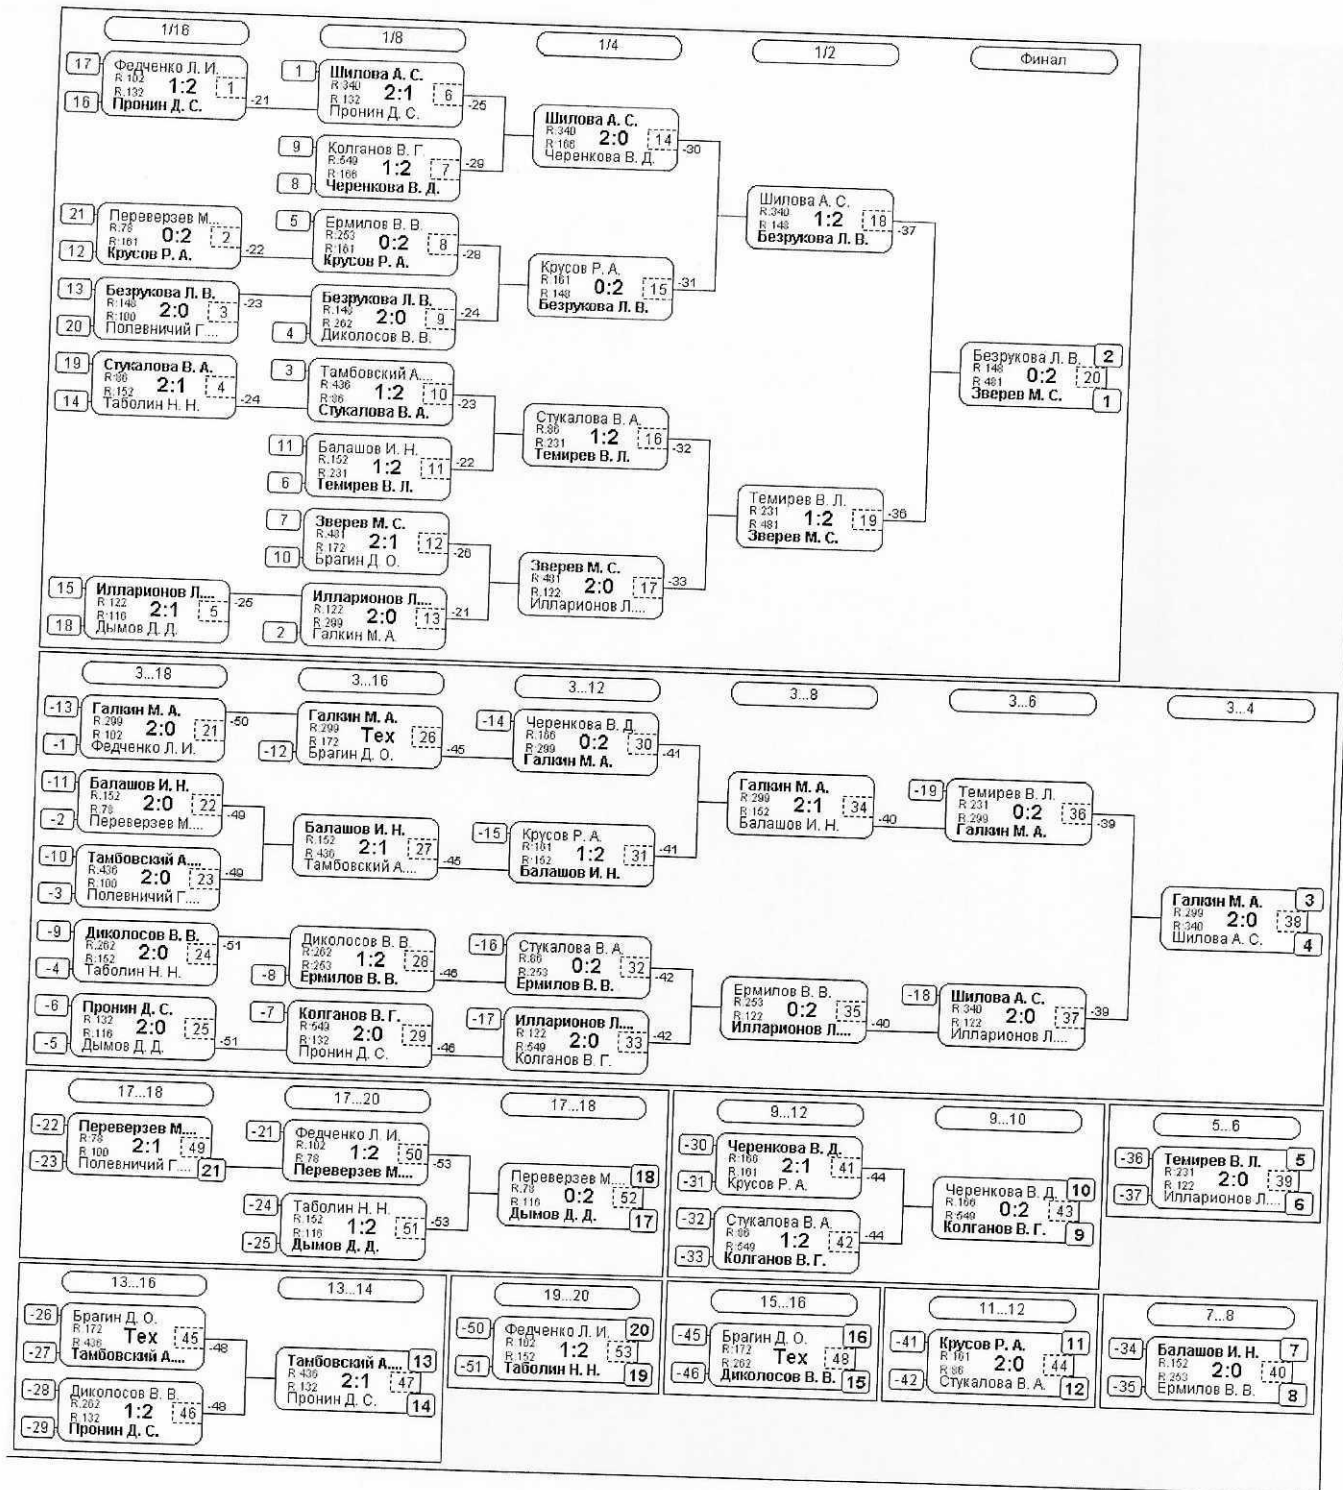 1/16
1/8
1/4
1/2
Финал
17
Федченко Л. И.
R.102
1:2
1
R.132
16
Пронин Д. С.
-21
1
Шилова А. С.
R.340
2:1
6
R.132
Пронин Д. С.
-25
9
Колганов В. Г.
R.549
1:2
7
R.166
8
Черенкова В. Д.
-29
Шилова А. С.
R.340
2:0
14
R.166
Черенкова В. Д.
-30
21
Переверзев М...
R.78
0:2
2
R.161
12
Крусов Р. А.
-22
5
Ермилов В. В.
R.253
0:2
8
R.161
Крусов Р. А.
-28
13
Безрукова Л. В.
R.148
2:0
3
R.100
20
Полевничий Г....
-23
Безрукова Л. В.
R.148
2:0
9
R.262
4
Диколосов В. В.
-24
Крусов Р. А.
R.161
0:2
15
R.148
Безрукова Л. В.
-31
Шилова А. С.
R.340
1:2
18
R.148
Безрукова Л. В.
-37
19
Стукалова В. А.
R.86
2:1
4
R.152
14
Таболин Н. Н.
-24
3
Тамбовский А....
R.436
1:2
10
R.86
Стукалова В. А.
-23
11
Балашов И. Н.
R.152
1:2
11
R.231
6
Темирев В. Л.
-22
Стукалова В. А.
R.86
1:2
16
R.231
Темирев В. Л.
-32
7
Зверев М. С.
R.481
2:1
12
R.172
10
Брагин Д. О.
-26
15
Илларионов Л....
R.122
2:1
5
R.116
18
Дымов Д. Д.
-25
Илларионов Л....
R.122
2:0
13
R.299
2
Галкин М. А.
-21
Зверев М. С.
R.481
2:0
17
R.122
Илларионов Л....
-33
Темирев В. Л.
R.231
1:2
19
R.481
Зверев М. С.
-36
Безрукова Л. В.
2
R.148
0:2
20
R.481
Зверев М. С.
1
3...18
3...16
3...12
3...8
3...6
3...4
-13
Галкин М. А.
R.299
2:0
21
R.102
-1
Федченко Л. И.
-50
Галкин М. А.
R.299
Тех
26
R.172
-12
Брагин Д. О.
-45
-14
Черенкова В. Д.
R.166
0:2
30
R.299
Галкин М. А.
-41
-11
Балашов И. Н.
R.152
2:0
22
R.78
-2
Переверзев М....
-49
-10
Тамбовский А....
R.436
2:0
23
R.100
-3
Полевничий Г....
-49
Балашов И. Н.
R.152
2:1
27
R.436
Тамбовский А....
-45
-15
Крусов Р. А.
R.161
1:2
31
R.152
Балашов И. Н.
-41
Галкин М. А.
R.299
2:1
34
R.152
Балашов И. Н.
-40
-19
Темирев В. Л.
R.231
0:2
36
R.299
Галкин М. А.
-39
-9
Диколосов В. В.
R.262
2:0
24
R.152
-4
Таболин Н. Н.
-51
Диколосов В. В.
R.262
1:2
28
R.253
-8
Ермилов В. В.
-46
-16
Стукалова В. А.
R.86
0:2
32
R.253
Ермилов В. В.
-42
-6
Пронин Д. С.
R.132
2:0
25
R.116
-5
Дымов Д. Д.
-51
-7
Колганов В. Г.
R.549
2:0
29
R.132
Пронин Д. С.
-46
-17
Илларионов Л....
R.122
2:0
33
R.549
Колганов В. Г.
-42
Ермилов В. В.
R.253
0:2
35
R.122
Илларионов Л....
-40
-18
Шилова А. С.
R.340
2:0
37
R.122
Илларионов Л....
-39
Галкин М. А.
3
R.299
2:0
38
R.340
Шилова А. С.
4
17...18
17...20
17...18
-22
Переверзев М....
R.78
2:1
49
R.100
-23
Полевничий Г....
21
-21
Федченко Л. И.
R.102
1:2
50
R.78
Переверзев М....
-53
-24
Таболин Н. Н.
R.152
1:2
51
R.116
-25
Дымов Д. Д.
-53
Переверзев М....
18
R.78
0:2
52
R.116
Дымов Д. Д.
17
9...12
9...10
-30
Черенкова В. Д.
R.166
2:1
41
R.161
-31
Крусов Р. А.
-44
-32
Стукалова В. А.
R.86
1:2
42
R.549
-33
Колганов В. Г.
-44
Черенкова В. Д.
10
R.166
0:2
43
R.549
Колганов В. Г.
9
5...6
-36
Темирев В. Л.
5
R.231
2:0
39
R.122
-37
Илларионов Л....
6
13...16
13...14
-26
Брагин Д. О.
R.172
Тех
45
R.436
-27
Тамбовский А....
-48
-28
Диколосов В. В.
R.262
1:2
46
R.132
-29
Пронин Д. С.
-48
Тамбовский А....
13
R.436
2:1
47
R.132
Пронин Д. С.
14
19...20
-50
Федченко Л. И.
20
R.102
1:2
53
R.152
-51
Таболин Н. Н.
19
15...16
-45
Брагин Д. О.
16
R.172
Тех
48
R.262
-46
Диколосов В. В.
15
11...12
-41
Крусов Р. А.
11
R.161
2:0
44
R.86
-42
Стукалова В. А.
12
7...8
-34
Балашов И. Н.
7
R.152
2:0
40
R.253
-35
Ермилов В. В.
8